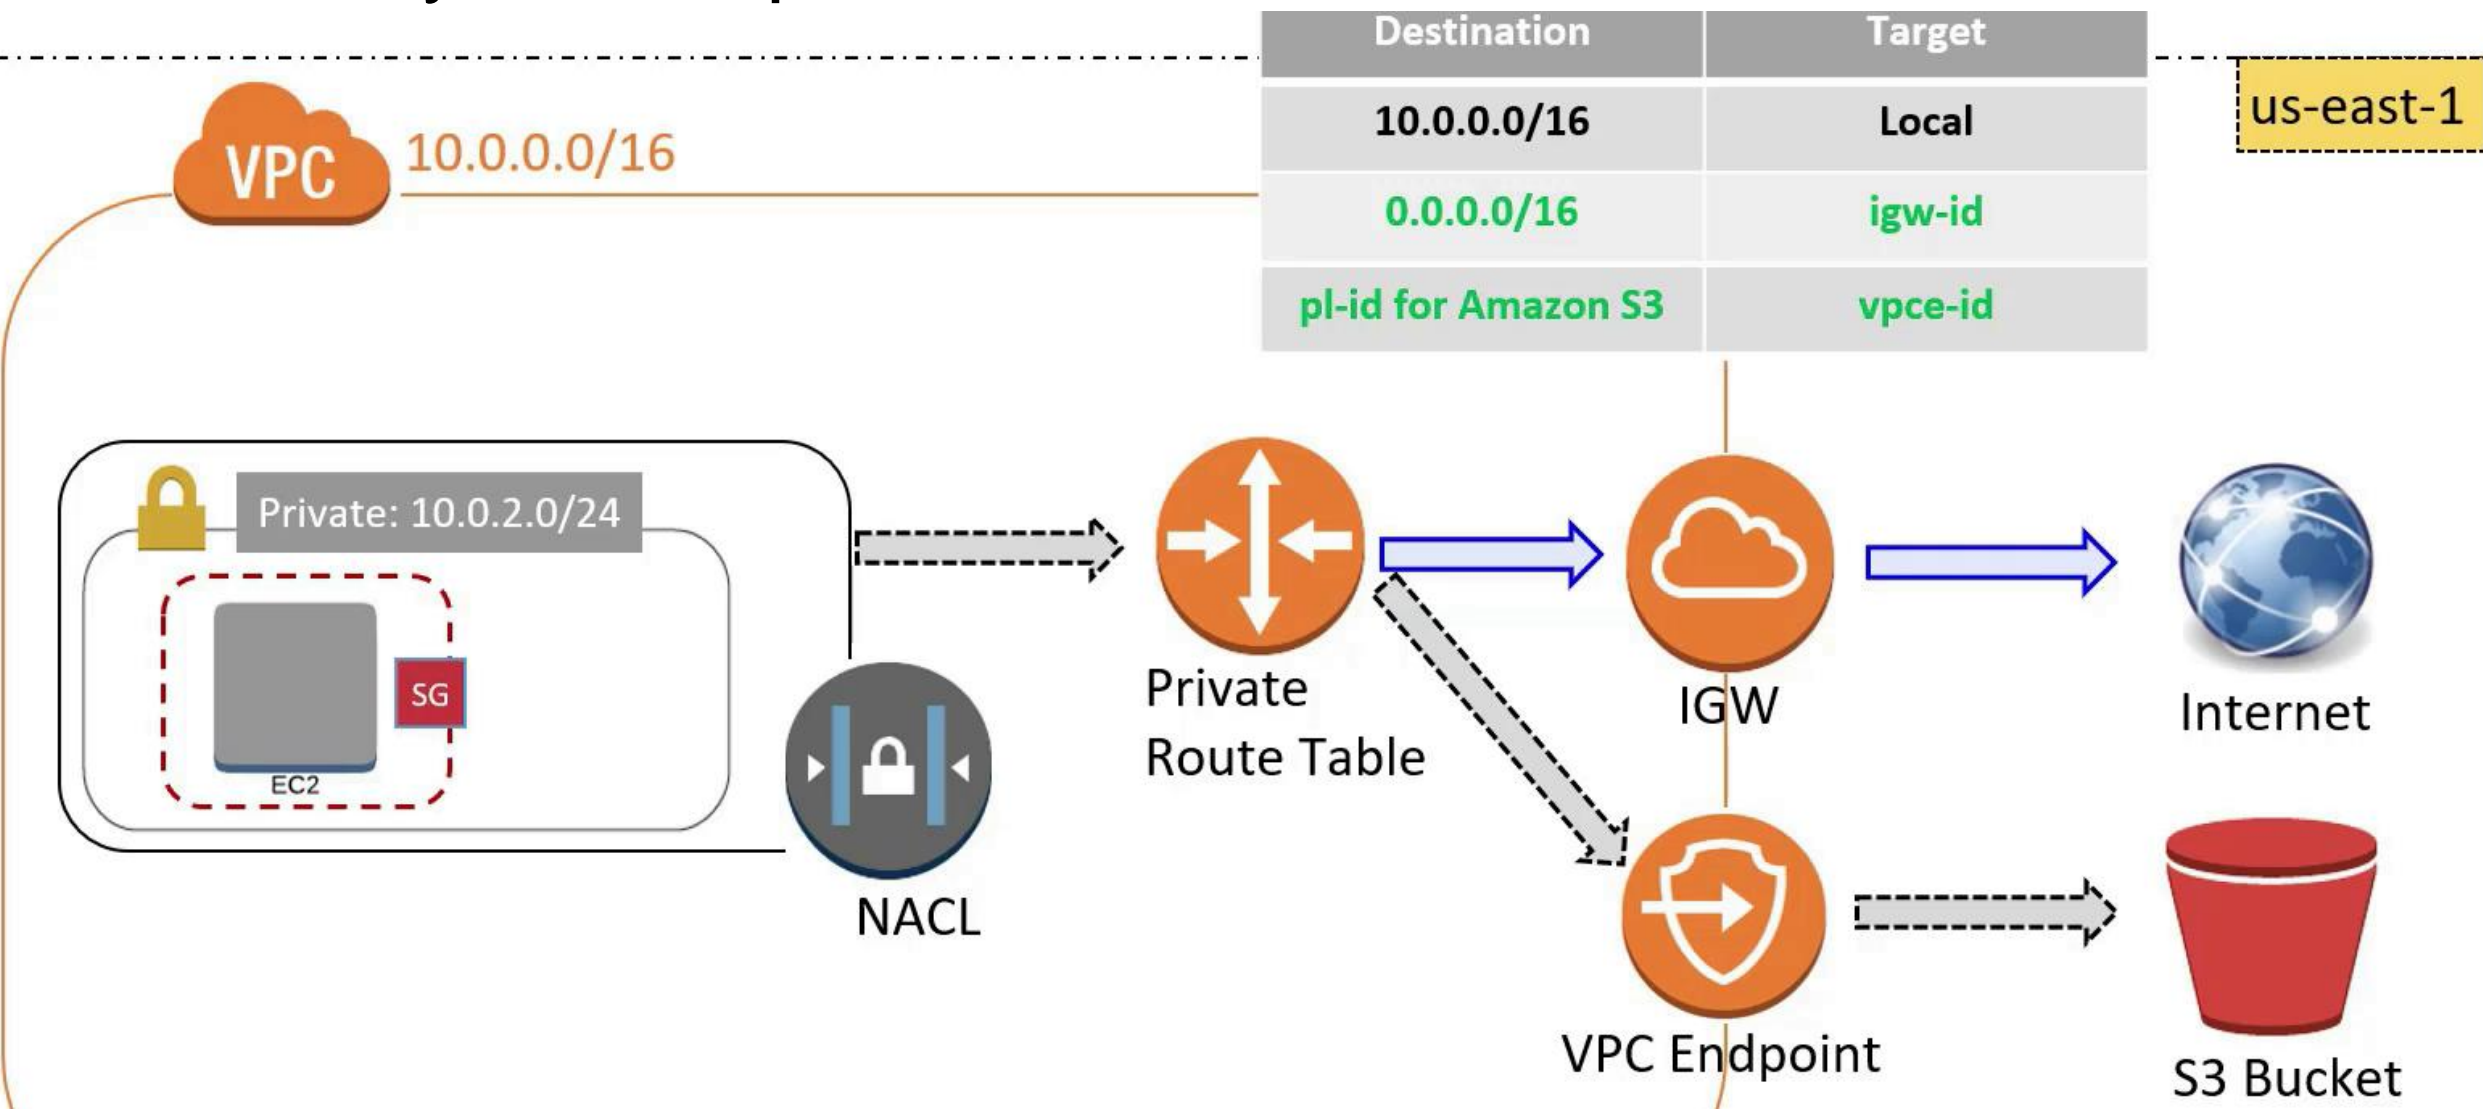 Destination Target
10.0.0.0/16 Local
0.0.0.0/16 igw-id
pl-id for Amazon S3 vpce-id
us-east-1
VPC 10.0.0.0/16
Private: 10.0.2.0/24
SG
EC2
NACL
Private
Route Table
IGW
Internet
VPC Endpoint
S3 Bucket